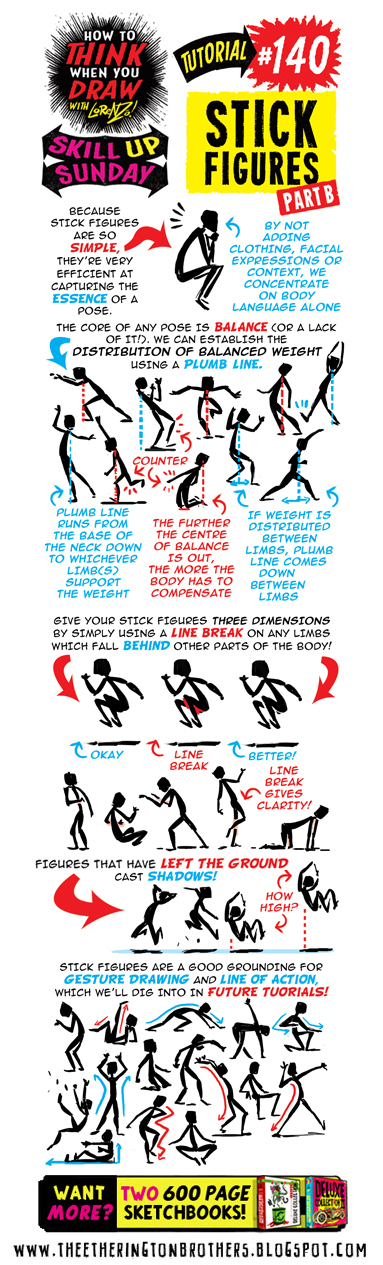 HOW TO
THINK
WHEN YOU
DRAW
WITH LORENZO!
SKILL UP
SUNDAY
TUTORIAL
#140
STICK
FIGURES
PART B
BECAUSE
STICK FIGURES
ARE SO
SIMPLE,
THEY'RE VERY
EFFICIENT AT
CAPTURING THE
ESSENCE OF A
POSE.
BY NOT
ADDING
CLOTHING, FACIAL
EXPRESSIONS OR
CONTEXT, WE
CONCENTRATE
ON BODY
LANGUAGE ALONE
THE CORE OF ANY POSE IS BALANCE (OR A LACK
OF IT!). WE CAN ESTABLISH THE
DISTRIBUTION OF BALANCED WEIGHT
USING A PLUMB LINE.
COUNTER
PLUMB LINE
RUNS FROM
THE BASE OF
THE NECK DOWN
TO WHICHEVER
LIMB(S)
SUPPORT
THE WEIGHT
THE FURTHER
THE CENTRE
OF BALANCE
IS OUT,
THE MORE THE
BODY HAS TO
COMPENSATE
IF WEIGHT IS
DISTRIBUTED
BETWEEN
LIMBS, PLUMB
LINE COMES
DOWN
BETWEEN
LIMBS
GIVE YOUR STICK FIGURES THREE DIMENSIONS
BY SIMPLY USING A LINE BREAK ON ANY LIMBS
WHICH FALL BEHIND OTHER PARTS OF THE BODY!
OKAY
LINE
BREAK
BETTER!
LINE
BREAK
GIVES
CLARITY!
FIGURES THAT HAVE LEFT THE GROUND
CAST SHADOWS!
HOW
HIGH?
STICK FIGURES ARE A GOOD GROUNDING FOR
GESTURE DRAWING AND LINE OF ACTION,
WHICH WE'LL DIG INTO IN FUTURE TUORIALS!
WANT
MORE?
TWO 600 PAGE
SKETCHBOOKS!
DELUXE
WWW.THEETHERINGTONBROTHERS.BLOGSPOT.COM